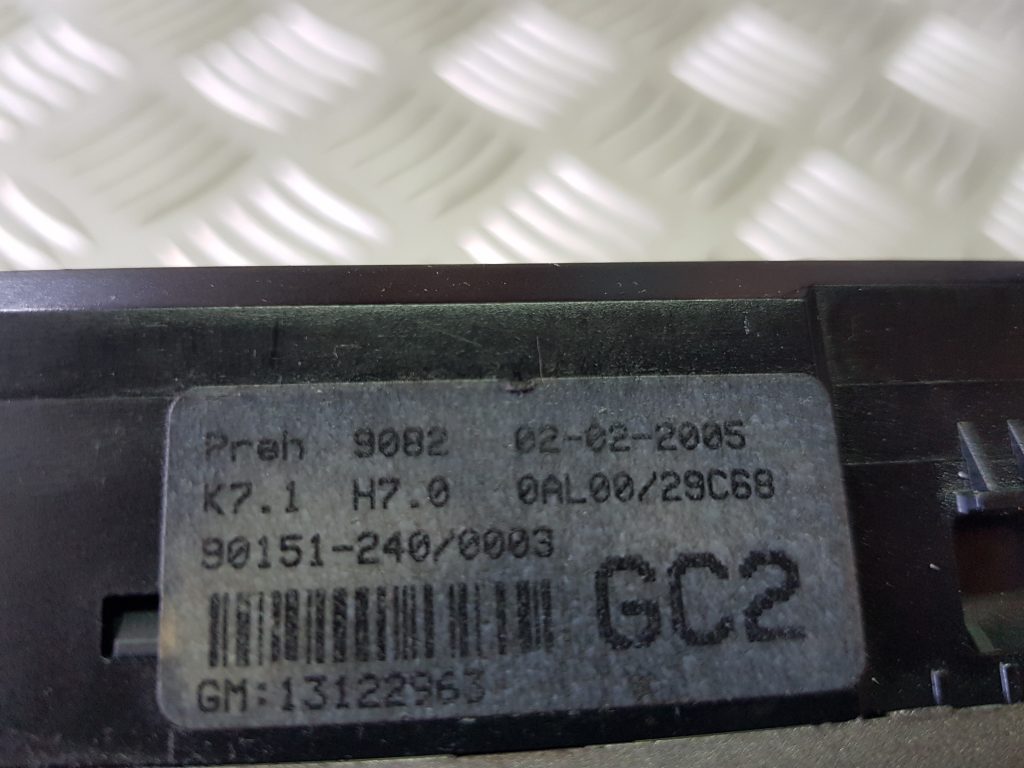 Preh 9082 02-02-2005
K7.1 H7.0 0AL00/29C68
90151-240/0003
GC2
GM:13122963